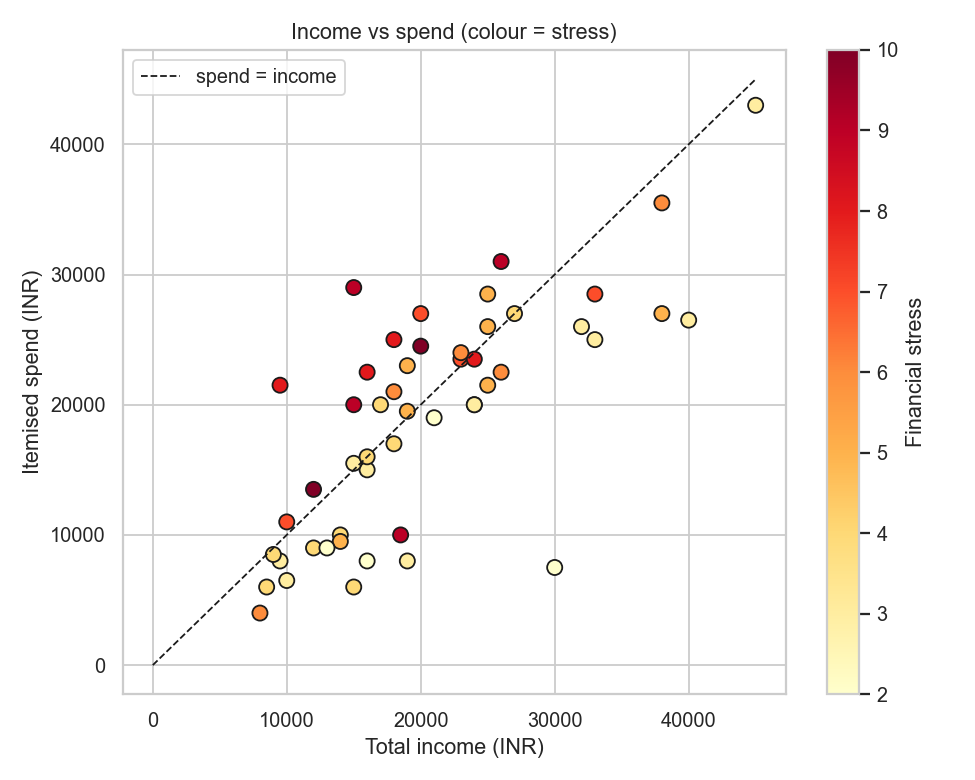 Income vs spend (colour = stress)
spend = income
40000
30000
20000
10000
0
Itemised spend (INR)
0 10000 20000 30000 40000
Total income (INR)
10
9
8
7
6
5
4
3
2
Financial stress